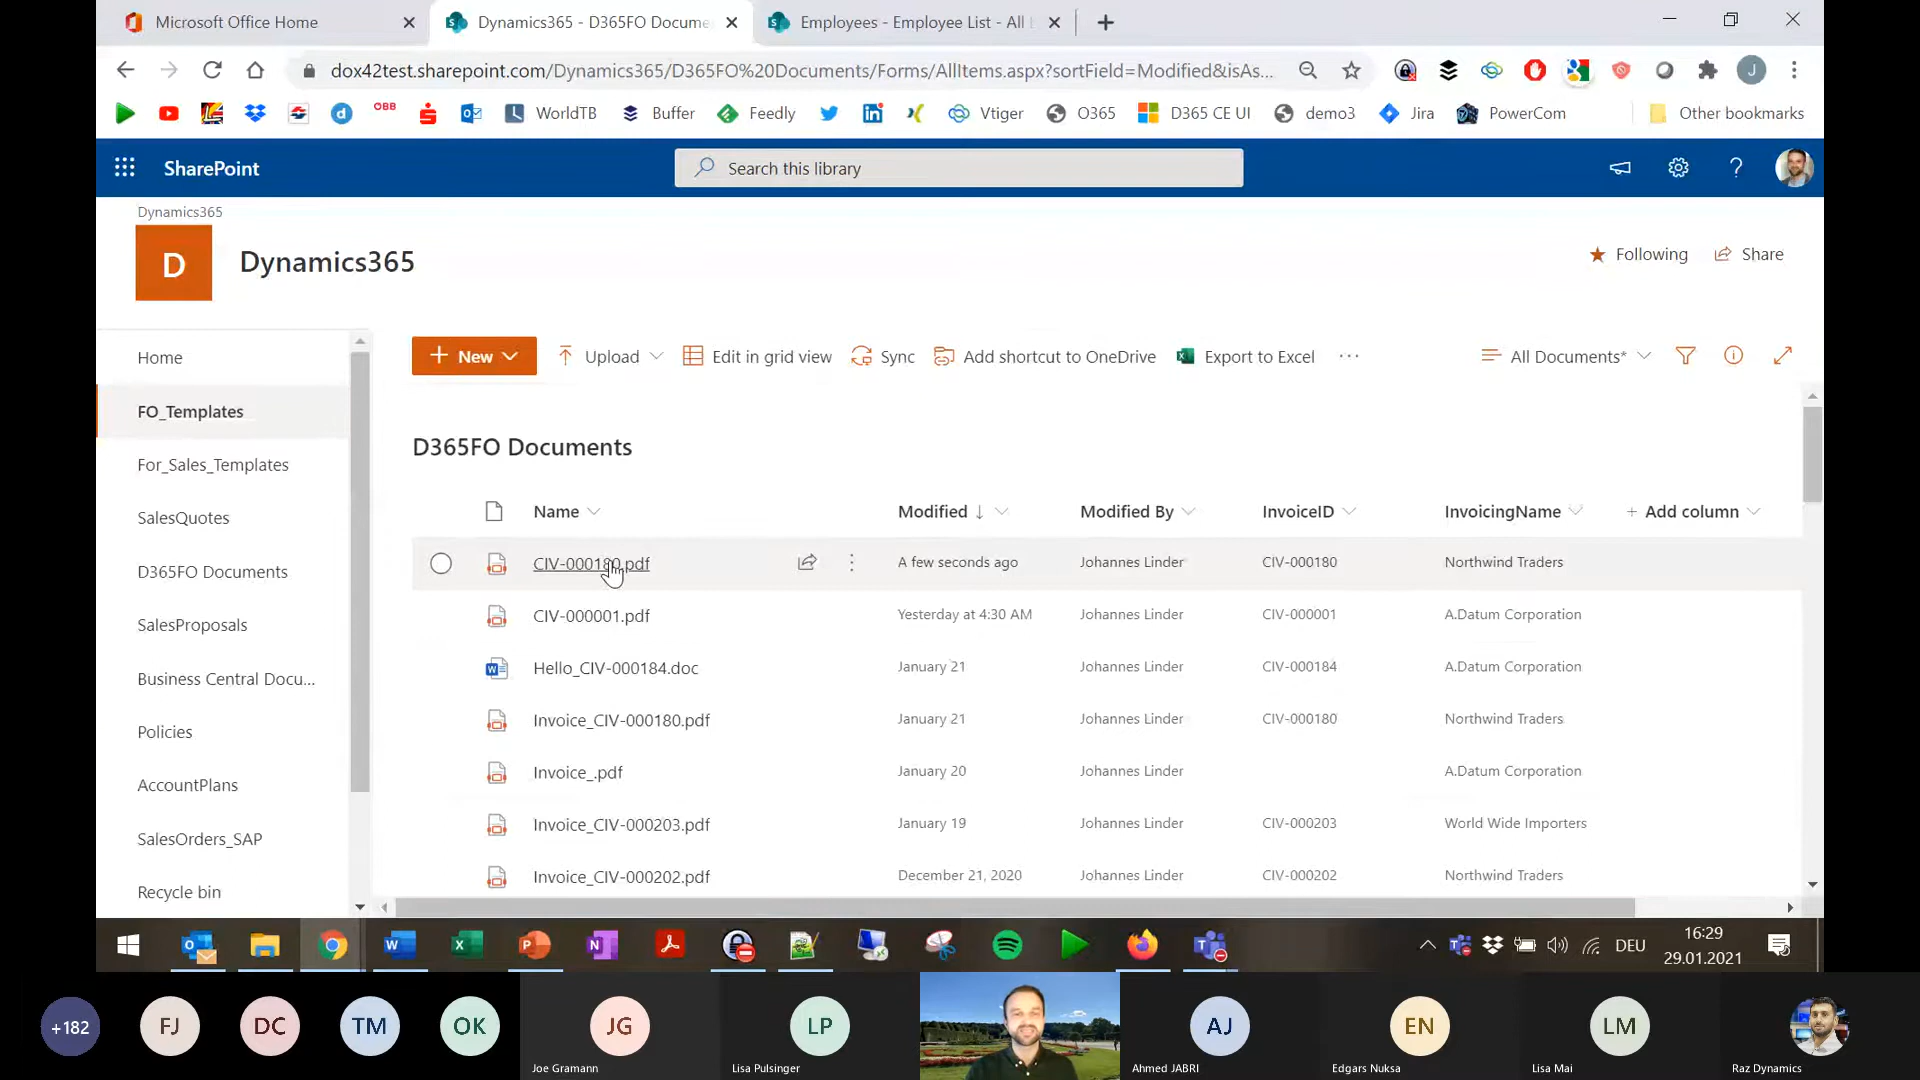 Microsoft Office Home
Dynamics365 - D365FO Docume
Employees - Employee List - All
dox42test.sharepoint.com/Dynamics365/D365FO%20Documents/Forms/AllItems.aspx?sortField=Modified&isAs...
J
ÖBB
WorldTB
Buffer
Feedly
Vtiger
O365
D365 CE UI
demo3
Jira
PowerCom
Other bookmarks
SharePoint
Search this library
Dynamics365
D
Dynamics365
Following
Share
Home
FO_Templates
For_Sales_Templates
SalesQuotes
D365FO Documents
SalesProposals
Business Central Docu...
Policies
AccountPlans
SalesOrders_SAP
Recycle bin
+ New
Upload
Edit in grid view
Sync
Add shortcut to OneDrive
Export to Excel
...
All Documents*
D365FO Documents
Name Modified ↓ Modified By InvoiceID InvoicingName + Add column
CIV-000180.pdf A few seconds ago Johannes Linder CIV-000180 Northwind Traders
CIV-000001.pdf Yesterday at 4:30 AM Johannes Linder CIV-000001 A.Datum Corporation
Hello_CIV-000184.doc January 21 Johannes Linder CIV-000184 A.Datum Corporation
Invoice_CIV-000180.pdf January 21 Johannes Linder CIV-000180 Northwind Traders
Invoice_.pdf January 20 Johannes Linder A.Datum Corporation
Invoice_CIV-000203.pdf January 19 Johannes Linder CIV-000203 World Wide Importers
Invoice_CIV-000202.pdf December 21, 2020 Johannes Linder CIV-000202 Northwind Traders
DEU
16:29
29.01.2021
+182
FJ
DC
TM
OK
JG
Joe Gramann
LP
Lisa Pulsinger
AJ
Ahmed JABRI
EN
Edgars Nuksa
LM
Lisa Mai
Raz Dynamics